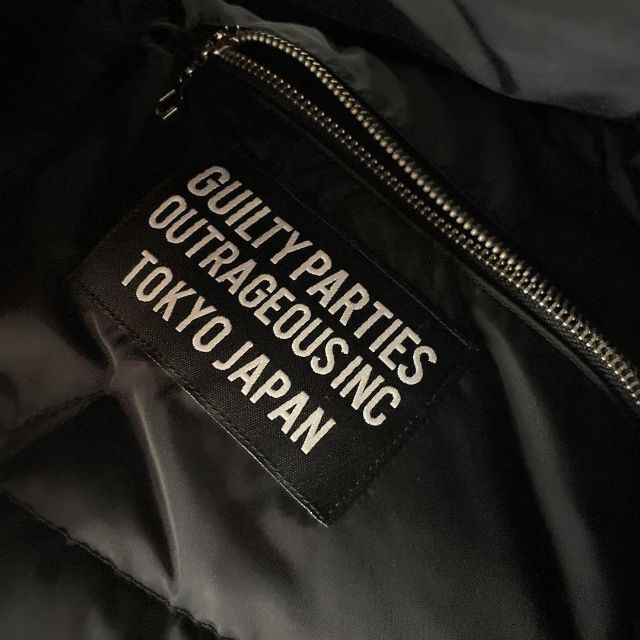 GUILTY PARTIES
OUTRAGEOUS INC
TOKYO JAPAN